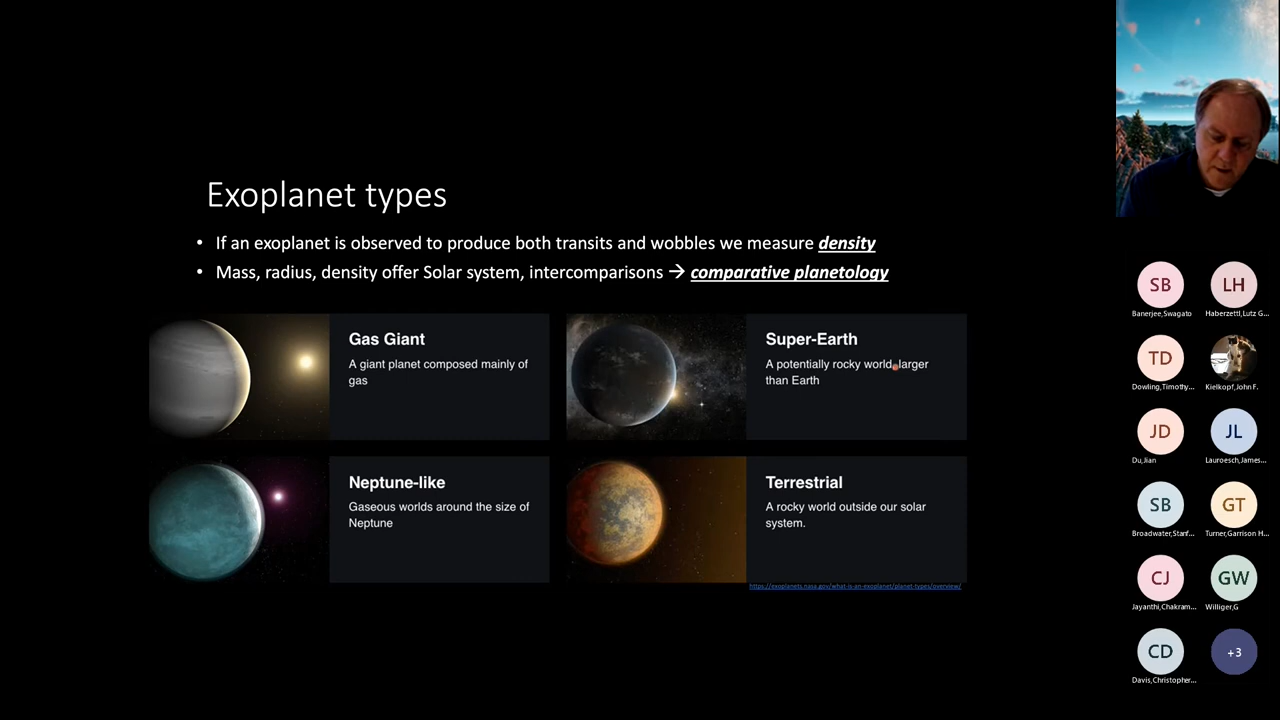 Exoplanet types
• If an exoplanet is observed to produce both transits and wobbles we measure density
• Mass, radius, density offer Solar system, intercomparisons → comparative planetology
Gas Giant
A giant planet composed mainly of
gas
Super-Earth
A potentially rocky world, larger
than Earth
Neptune-like
Gaseous worlds around the size of
Neptune
Terrestrial
A rocky world outside our solar
system.
https://exoplanets.nasa.gov/what-is-an-exoplanet/planet-types/overview/
SB
Banerjee,Swagato
LH
Haberzettl,Lutz G...
TD
Dowling,Timothy...
Kielkopf,John F.
JD
Du,Jian
JL
Lauroesch,James...
SB
Broadwater,Stanf...
GT
Turner,Garrison H...
CJ
Jayanthi,Chakram...
GW
Williger,G
CD
Davis,Christopher...
+3